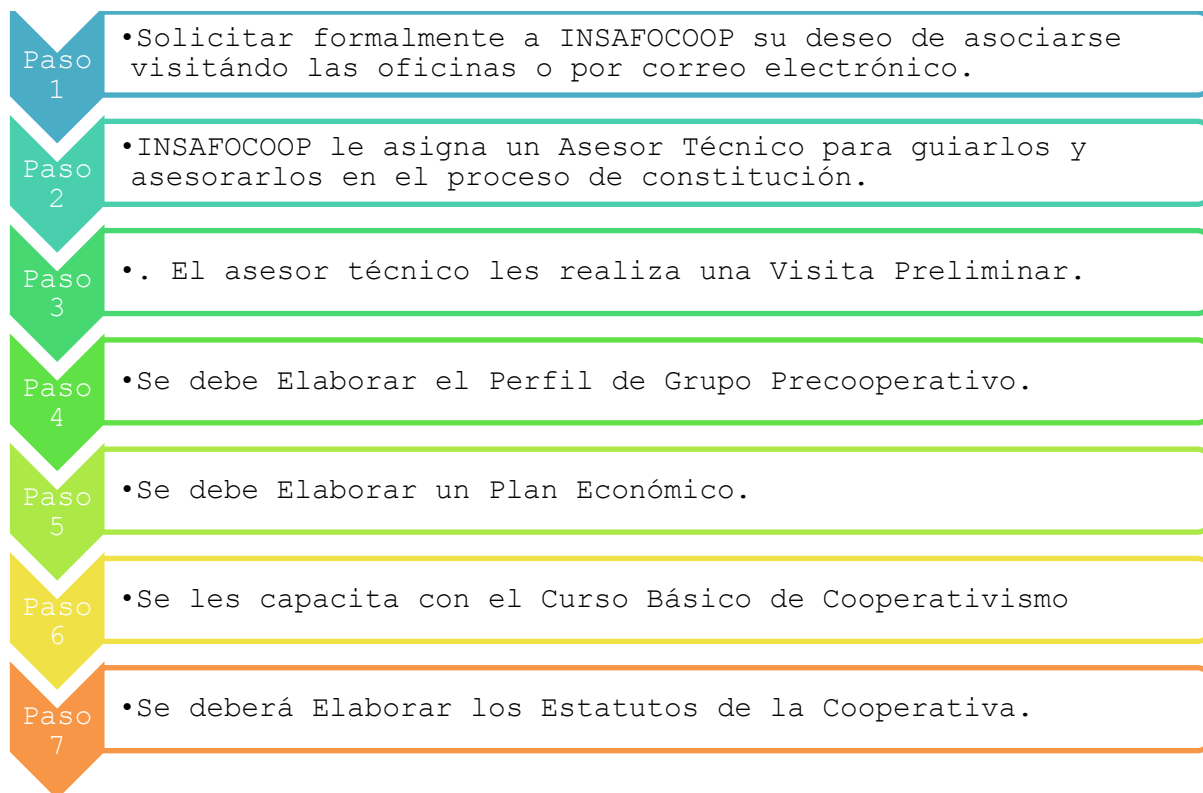 Paso
1
•Solicitar formalmente a INSAFOCOOP su deseo de asociarse
visitándo las oficinas o por correo electrónico.
Paso
2
•INSAFOCOOP le asigna un Asesor Técnico para guiarlos y
asesorarlos en el proceso de constitución.
Paso
3
•. El asesor técnico les realiza una Visita Preliminar.
Paso
4
•Se debe Elaborar el Perfil de Grupo Precooperativo.
Paso
5
•Se debe Elaborar un Plan Económico.
Paso
6
•Se les capacita con el Curso Básico de Cooperativismo
Paso
7
•Se deberá Elaborar los Estatutos de la Cooperativa.